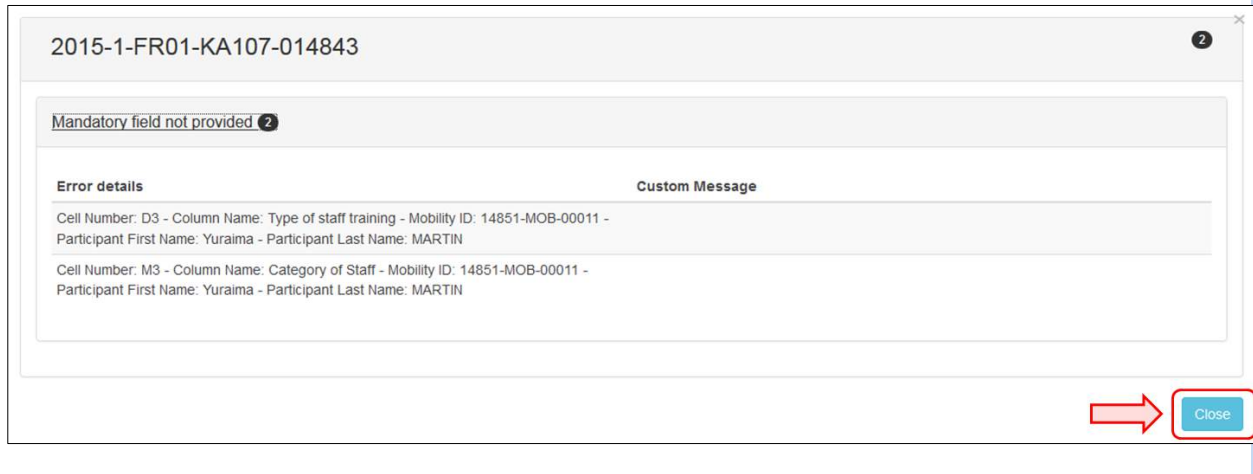 ×
2015-1-FR01-KA107-014843 2
Mandatory field not provided 2
Error details Custom Message
Cell Number: D3 - Column Name: Type of staff training - Mobility ID: 14851-MOB-00011 -
Participant First Name: Yuraima - Participant Last Name: MARTIN
Cell Number: M3 - Column Name: Category of Staff - Mobility ID: 14851-MOB-00011 -
Participant First Name: Yuraima - Participant Last Name: MARTIN
Close